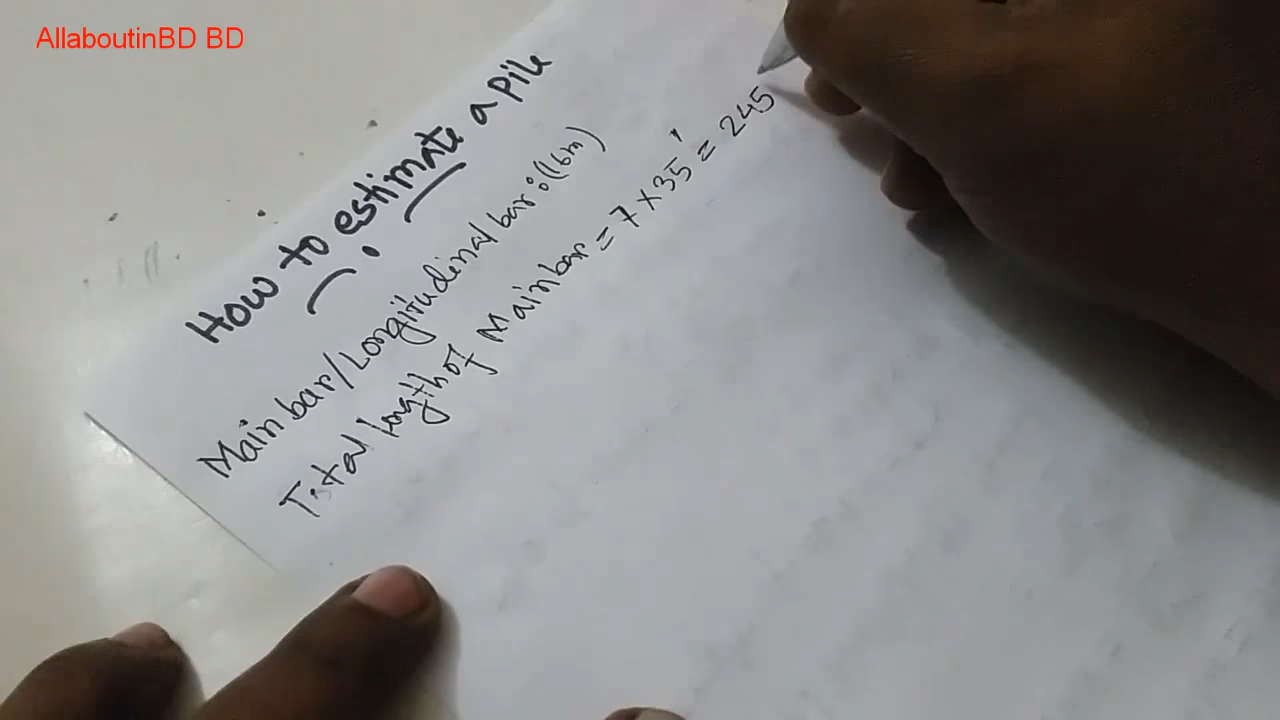 AllaboutinBD BD
How to estimate a pile
Main bar/Longitudinal bar:(16m)
Total length of Main bar = 7 x 35' = 245